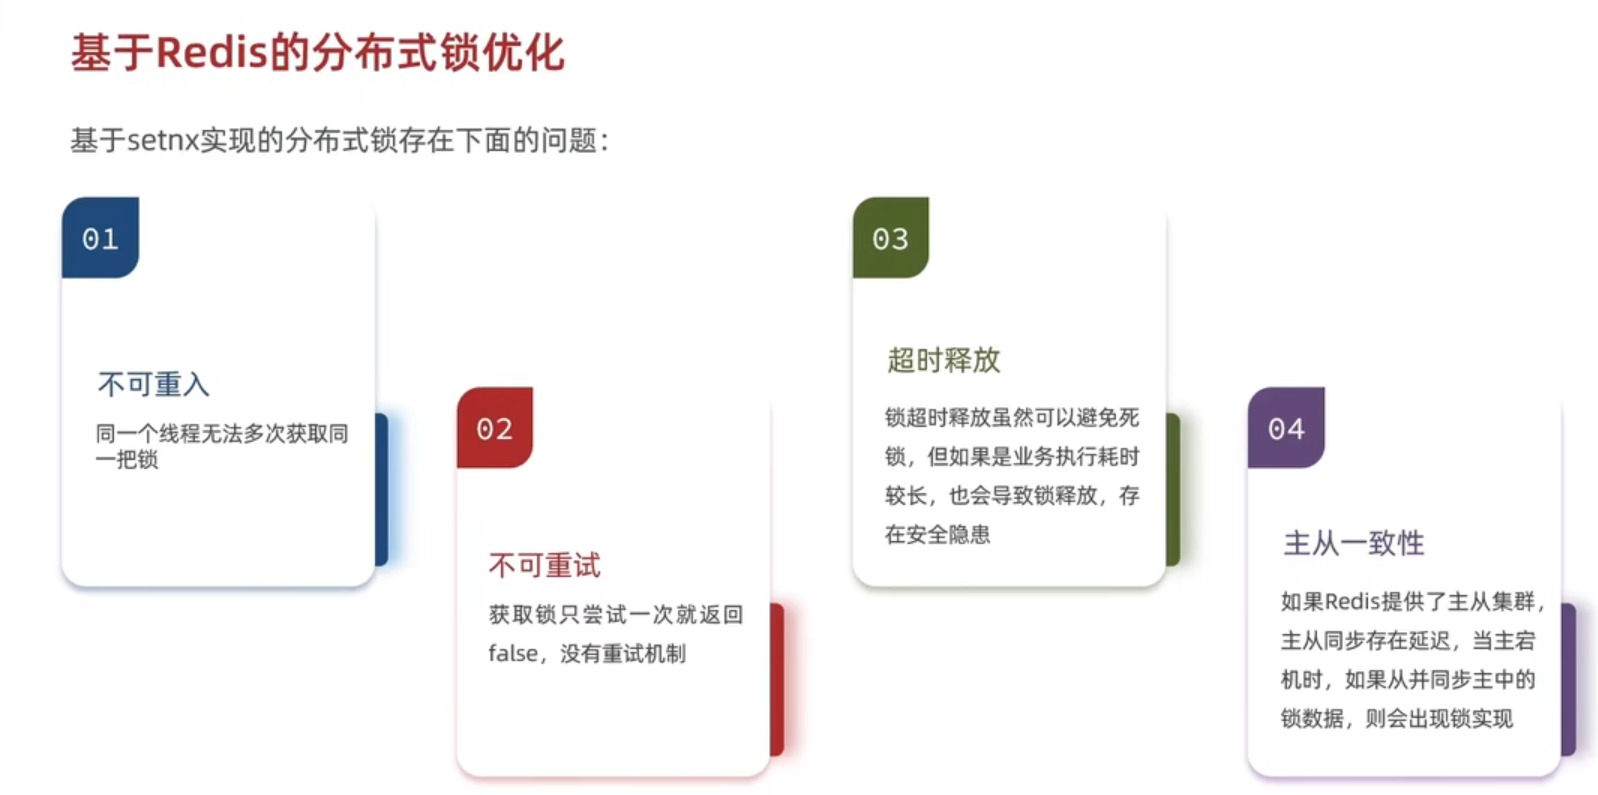 基于Redis的分布式锁优化
基于setnx实现的分布式锁存在下面的问题：
01
不可重入
同一个线程无法多次获取同
一把锁
02
不可重试
获取锁只尝试一次就返回
false，没有重试机制
03
超时释放
锁超时释放虽然可以避免死
锁，但如果是业务执行耗时
较长，也会导致锁释放，存
在安全隐患
04
主从一致性
如果Redis提供了主从集群，
主从同步存在延迟，当主宕
机时，如果从并同步主中的
锁数据，则会出现锁实现